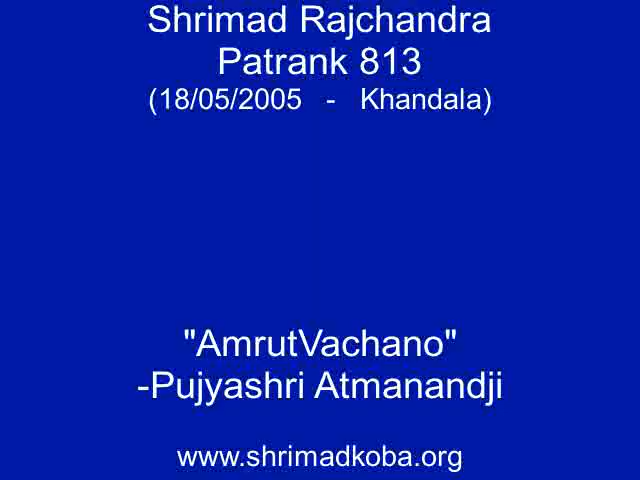 Shrimad Rajchandra
Patrank 813
(18/05/2005 - Khandala)
"AmrutVachano"
-Pujyashri Atmanandji
www.shrimadkoba.org